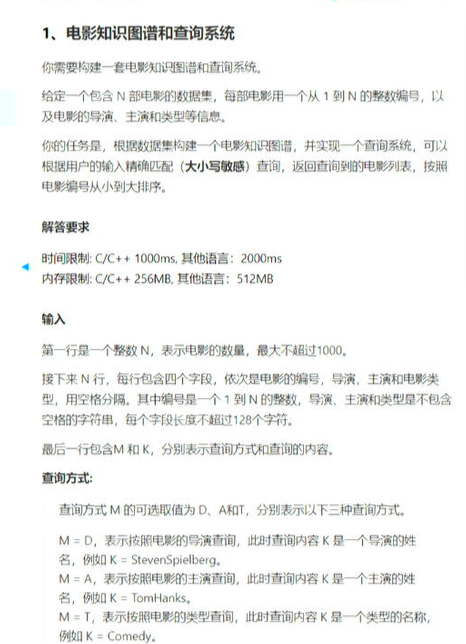 1、电影知识图谱和查询系统
你需要构建一套电影知识图谱和查询系统。
给定一个包含 N 部电影的数据集，每部电影用一个从 1 到 N 的整数编号，以
及电影的导演、主演和类型等信息。
你的任务是，根据数据集构建一个电影知识图谱，并实现一个查询系统，可以
根据用户的输入精确匹配（大小写敏感）查询，返回查询到的电影列表，按照
电影编号从小到大排序。
解答要求
时间限制: C/C++ 1000ms, 其他语言：2000ms
内存限制: C/C++ 256MB, 其他语言：512MB
输入
第一行是一个整数 N，表示电影的数量，最大不超过1000。
接下来 N 行，每行包含四个字段，依次是电影的编号，导演，主演和电影类
型，用空格分隔。其中编号是一个 1 到 N 的整数，导演、主演和类型是不包含
空格的字符串，每个字段长度不超过128个字符。
最后一行包含M 和 K，分别表示查询方式和查询的内容。
查询方式:
查询方式 M 的可选取值为 D、A和T，分别表示以下三种查询方式。
M = D，表示按照电影的导演查询，此时查询内容 K 是一个导演的姓
名，例如 K = StevenSpielberg。
M = A，表示按照电影的主演查询，此时查询内容 K 是一个主演的姓
名，例如 K = TomHanks。
M = T，表示按照电影的类型查询，此时查询内容 K 是一个类型的名称，
例如 K = Comedy。